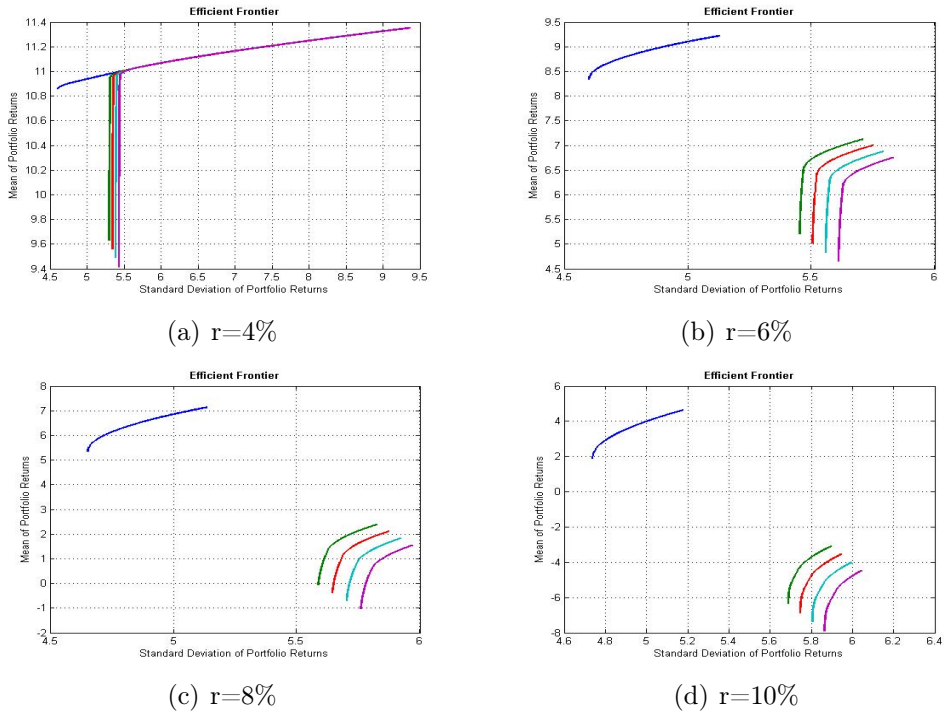 Efficient Frontier
Mean of Portfolio Returns
11.4
11.2
11
10.8
10.6
10.4
10.2
10
9.8
9.6
9.4
4.5 5 5.5 6 6.5 7 7.5 8 8.5 9 9.5
Standard Deviation of Portfolio Returns
(a) r=4%
Efficient Frontier
Mean of Portfolio Returns
9.5
9
8.5
8
7.5
7
6.5
6
5.5
5
4.5
4.5 5 5.5 6
Standard Deviation of Portfolio Returns
(b) r=6%
Efficient Frontier
Mean of Portfolio Returns
8
7
6
5
4
3
2
1
0
-1
-2
4.5 5 5.5 6
Standard Deviation of Portfolio Returns
(c) r=8%
Efficient Frontier
Mean of Portfolio Returns
6
4
2
0
-2
-4
-6
-8
4.6 4.8 5 5.2 5.4 5.6 5.8 6 6.2 6.4
Standard Deviation of Portfolio Returns
(d) r=10%